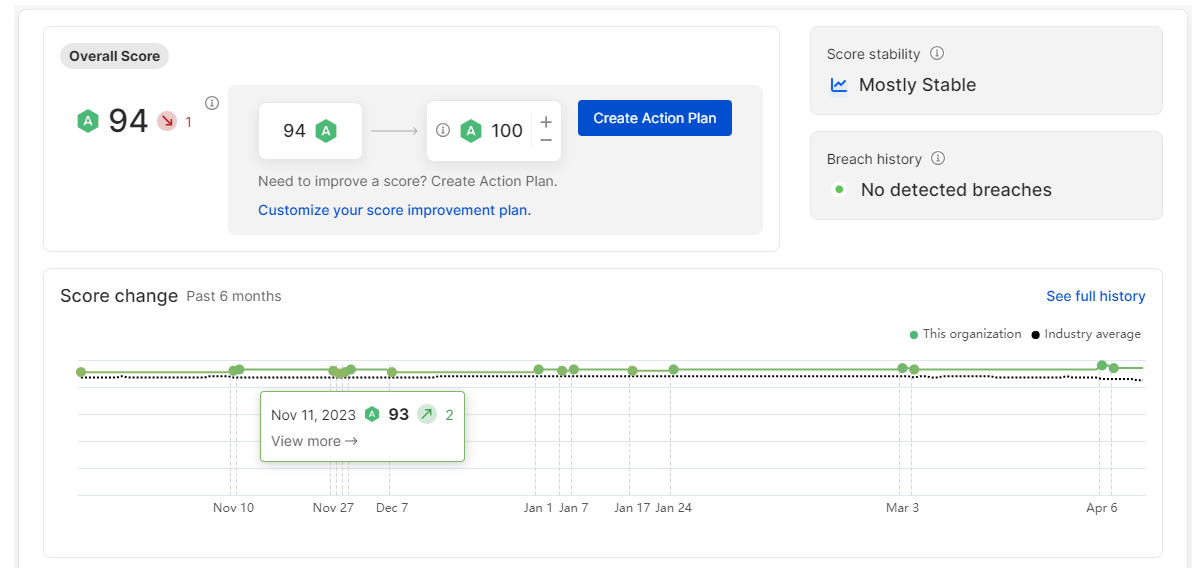 Overall Score
A 94 1
94 A
A 100 + −
Create Action Plan
Need to improve a score? Create Action Plan.
Customize your score improvement plan.
Score stability
Mostly Stable
Breach history
No detected breaches
Score change Past 6 months
See full history
This organization Industry average
Nov 11, 2023 A 93 2
View more →
Nov 10 Nov 27 Dec 7 Jan 1 Jan 7 Jan 17 Jan 24 Mar 3 Apr 6